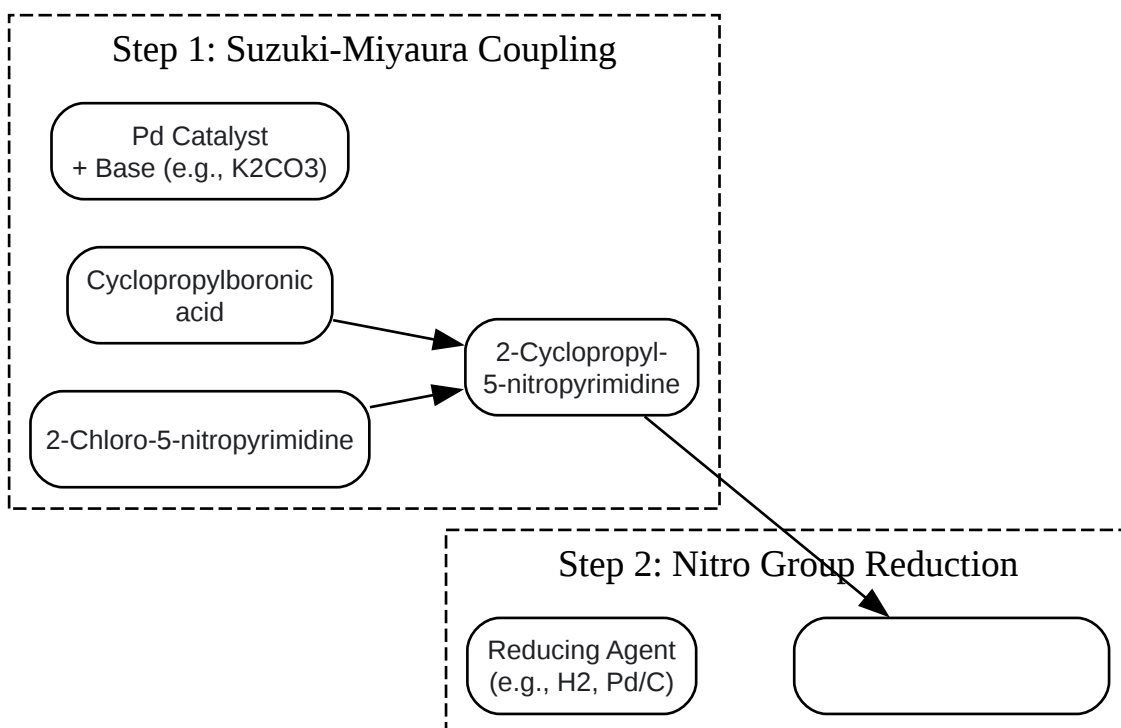 Step 1: Suzuki-Miyaura Coupling
Pd Catalyst
+ Base (e.g., K2CO3)
Cyclopropylboronic
acid
2-Cyclopropyl-
5-nitropyrimidine
2-Chloro-5-nitropyrimidine
Step 2: Nitro Group Reduction
Reducing Agent
(e.g., H2, Pd/C)